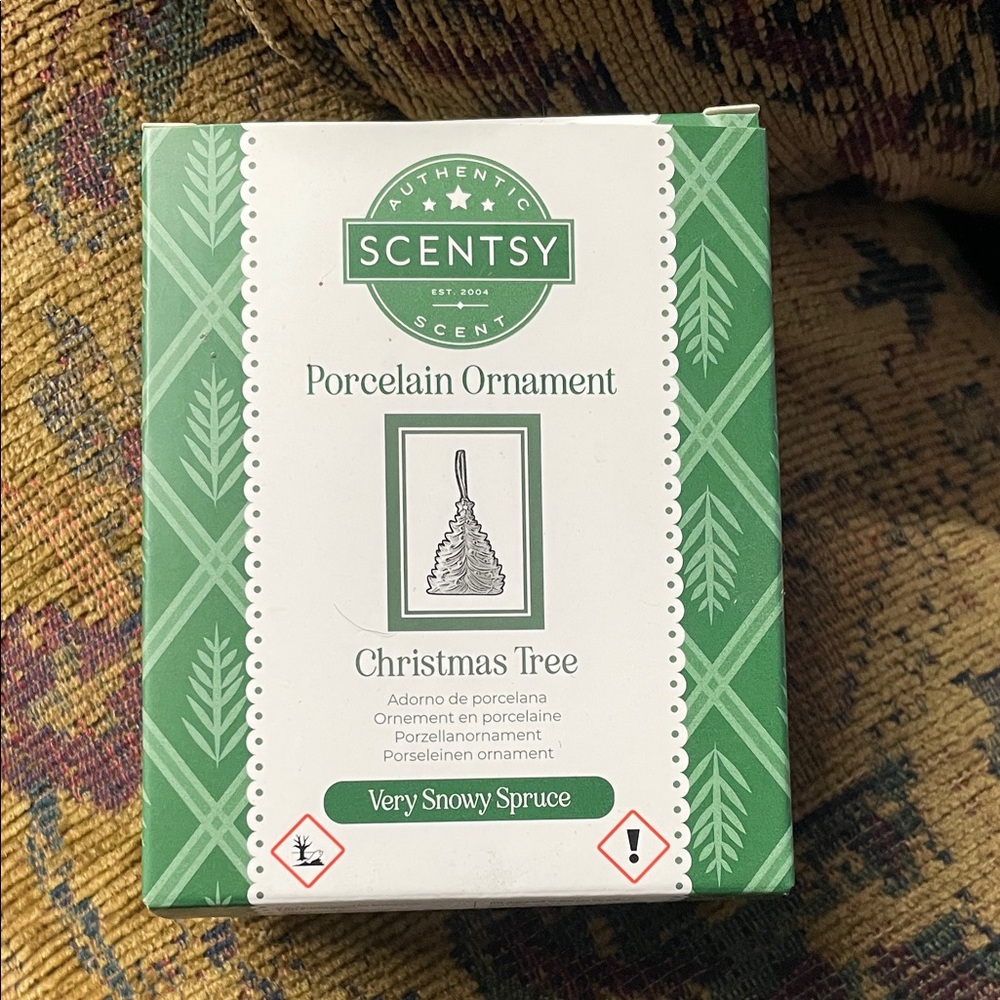 AUTHENTIC
SCENTSY
EST. 2004
SCENT
Porcelain Ornament
Christmas Tree
Adorno de porcelana
Ornement en porcelaine
Porzellanornament
Porseleinen ornament
Very Snowy Spruce
!